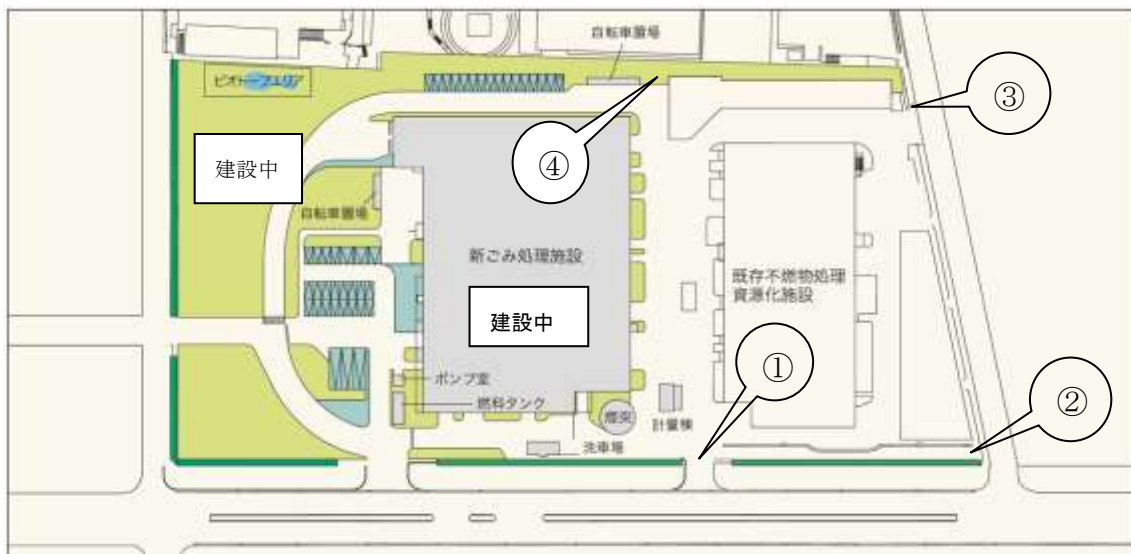 自転車置場
ビオトープエリア
③
④
建設中
自転車置場
新ごみ処理施設
既存不燃物処理
資源化施設
建設中
①
②
ポンプ室
燃料タンク
煙突
計量棟
洗車場